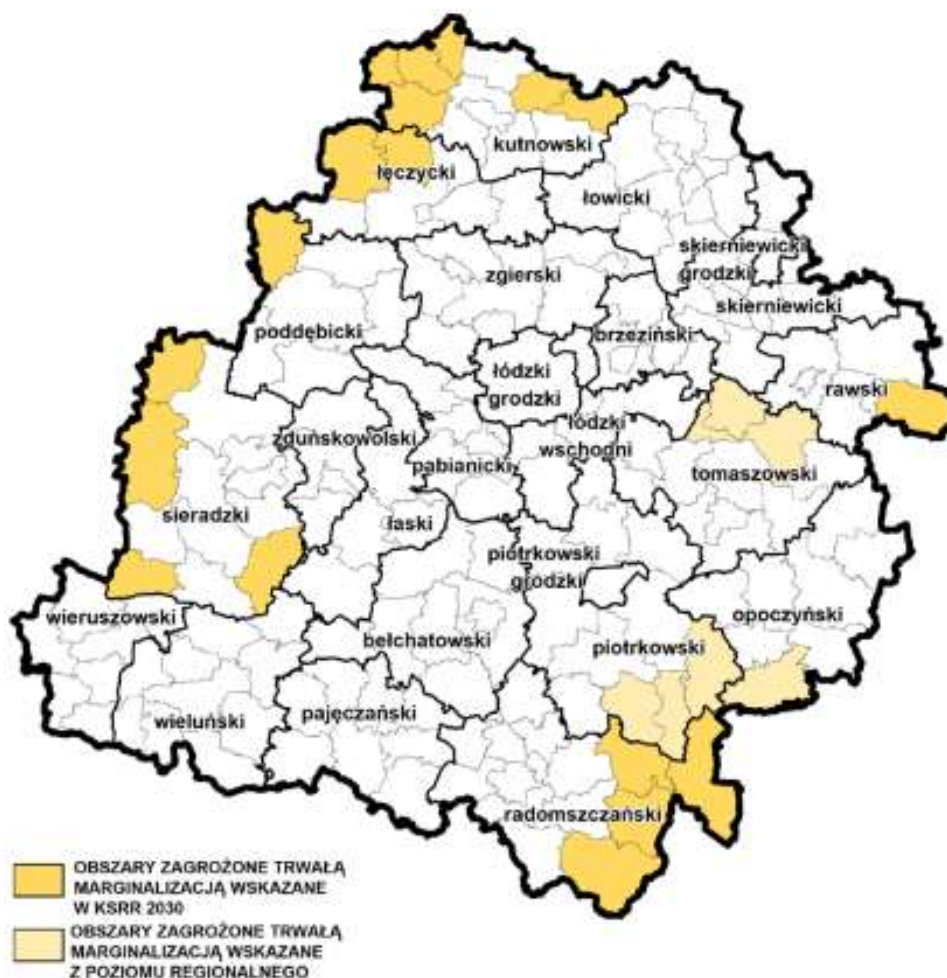 kutnowski
łęczycki
łowicki
skierniewicki
grodzki
zgierski
skierniewicki
poddębicki
brzeziński
łódzki
grodzki
rawski
łódzki
wschodni
zduńskowolski
pabianicki
tomaszowski
sieradzki
łaski
piotrkowski
grodzki
wieruszowski
opoczyński
bełchatowski
piotrkowski
wieluński
pajęczański
radomszczański
OBSZARY ZAGROŻONE TRWAŁĄ
MARGINALIZACJĄ WSKAZANE
W KSRR 2030
OBSZARY ZAGROŻONE TRWAŁĄ
MARGINALIZACJĄ WSKAZANE
Z POZIOMU REGIONALNEGO